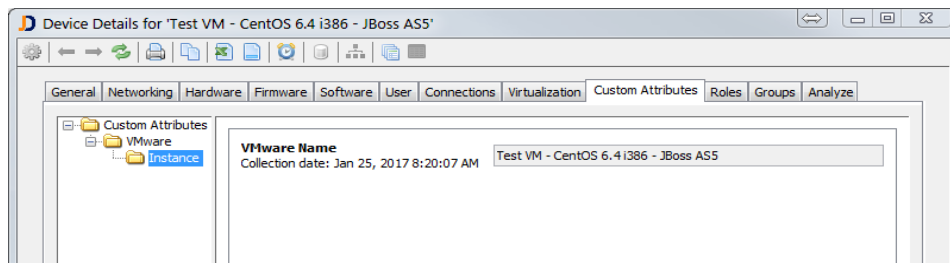 Device Details for 'Test VM - CentOS 6.4 i386 - JBoss AS5'
General Networking Hardware Firmware Software User Connections Virtualization Custom Attributes Roles Groups Analyze
Custom Attributes
VMware
Instance
VMware Name
Collection date: Jan 25, 2017 8:20:07 AM
Test VM - CentOS 6.4 i386 - JBoss AS5